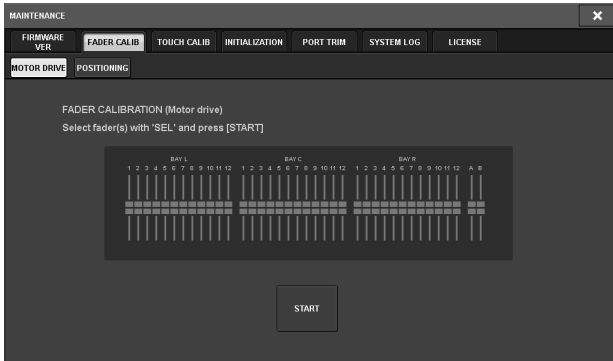 MAINTENANCE
FIRMWARE VER FADER CALIB TOUCH CALIB INITIALIZATION PORT TRIM SYSTEM LOG LICENSE
MOTOR DRIVE POSITIONING
FADER CALIBRATION (Motor drive)
Select fader(s) with 'SEL' and press [START]
BAY L BAY C BAY R
1 2 3 4 5 6 7 8 9 10 11 12 1 2 3 4 5 6 7 8 9 10 11 12 1 2 3 4 5 6 7 8 9 10 11 12 A B
START